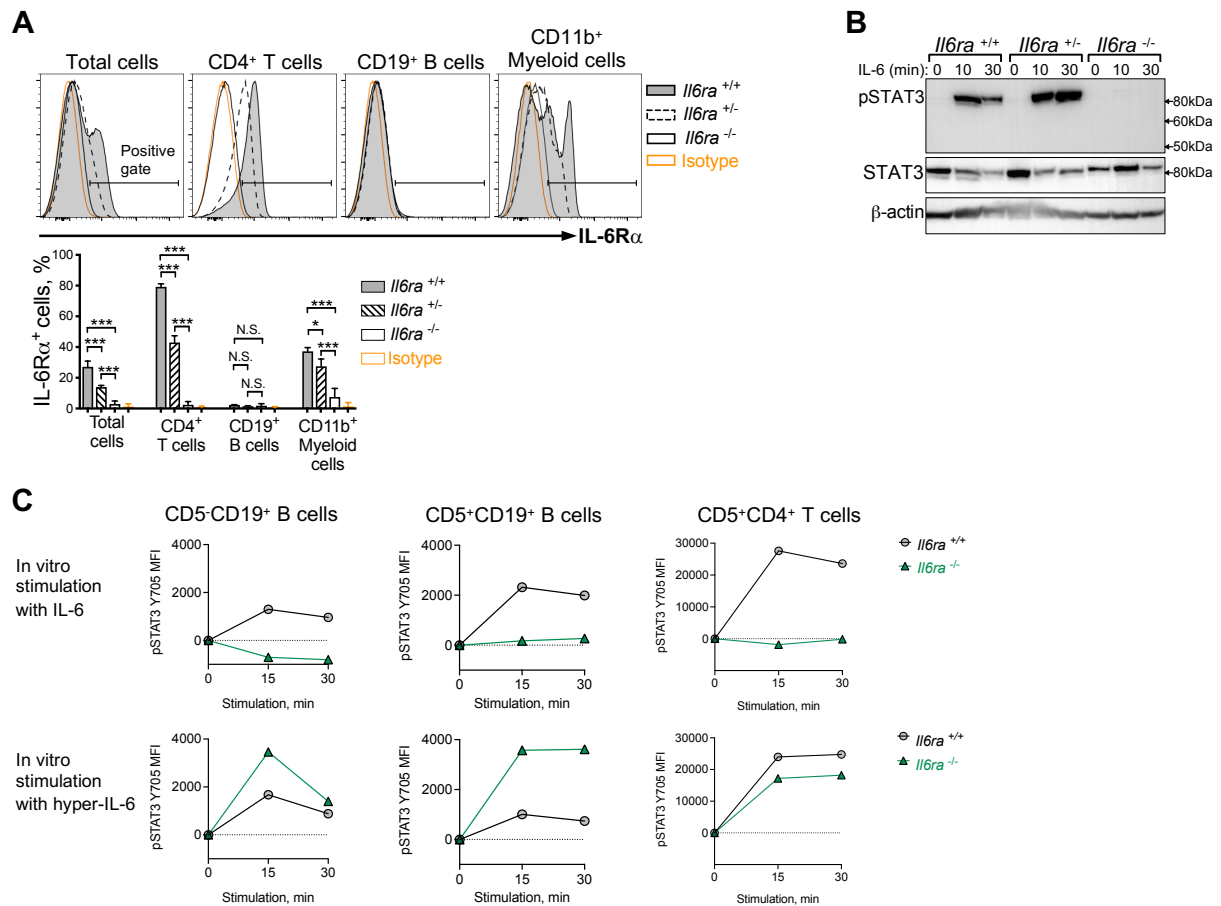 A
Total cells
CD4+ T cells
CD19+ B cells
CD11b+
Myeloid cells
Positive
gate
Il6ra +/+
Il6ra +/-
Il6ra -/-
Isotype
IL-6Rα
IL-6Rα+ cells, %
100
80
60
40
20
0
***
***
***
***
***
***
N.S.
N.S.
N.S.
***
*
***
Total
cells
CD4+
T cells
CD19+
B cells
CD11b+
Myeloid
cells
Il6ra +/+
Il6ra +/-
Il6ra -/-
Isotype
B
Il6ra +/+ Il6ra +/- Il6ra -/-
IL-6 (min): 0 10 30 0 10 30 0 10 30
pSTAT3
80kDa
60kDa
50kDa
STAT3
80kDa
β-actin
C
CD5-CD19+ B cells
CD5+CD19+ B cells
CD5+CD4+ T cells
In vitro
stimulation
with IL-6
pSTAT3 Y705 MFI
4000
2000
0
0 15 30
Stimulation, min
pSTAT3 Y705 MFI
4000
2000
0
0 15 30
Stimulation, min
pSTAT3 Y705 MFI
30000
20000
10000
0
10000
0 15 30
Stimulation, min
Il6ra +/+
Il6ra -/-
In vitro
stimulation
with hyper-IL-6
pSTAT3 Y705 MFI
4000
2000
0
0 15 30
Stimulation, min
pSTAT3 Y705 MFI
4000
2000
0
0 15 30
Stimulation, min
pSTAT3 Y705 MFI
30000
20000
10000
0
0 15 30
Stimulation, min
Il6ra +/+
Il6ra -/-